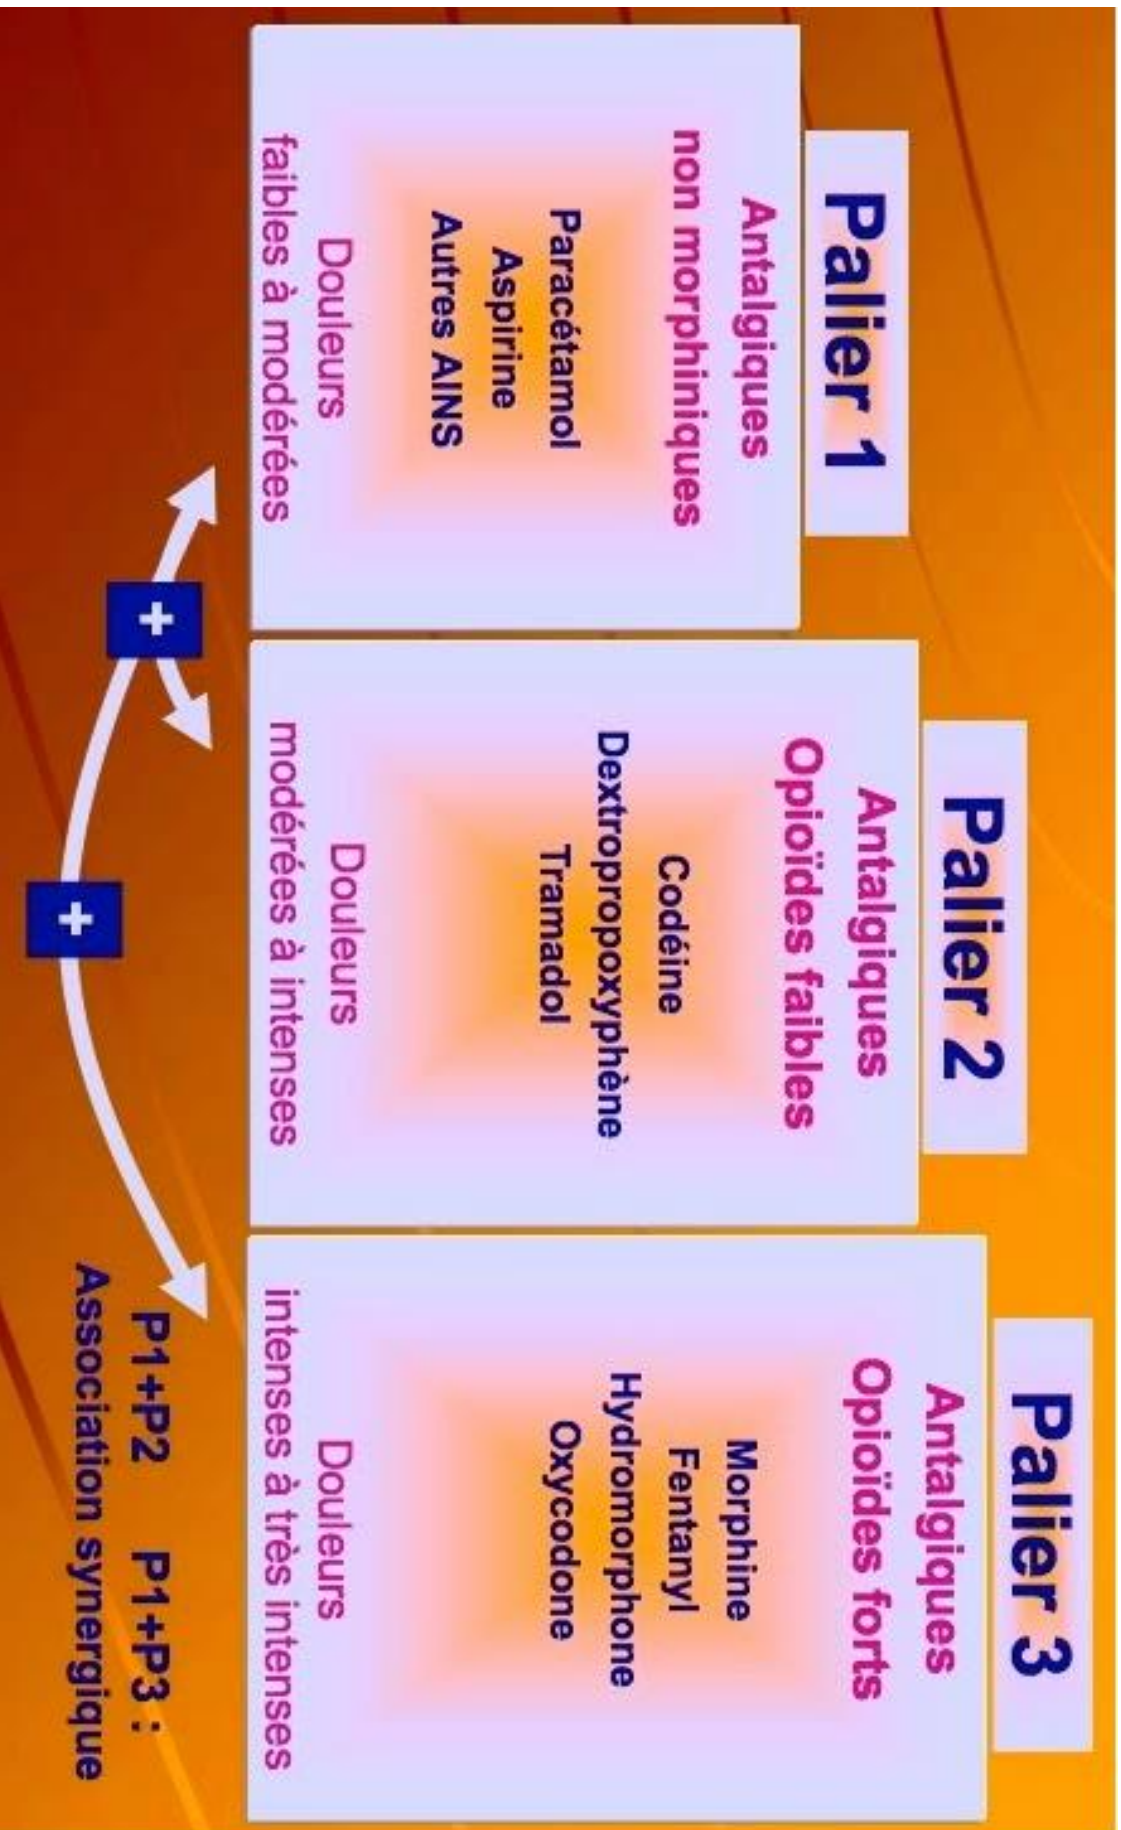 Palier 1
Antalgiques
non morphiniques
Paracétamol
Aspirine
Autres AINS
Douleurs
faibles à modérées
Palier 2
Antalgiques
Opioïdes faibles
Codéine
Dextropropoxyphène
Tramadol
Douleurs
modérées à intenses
Palier 3
Antalgiques
Opioïdes forts
Morphine
Fentanyl
Hydromorphone
Oxycodone
Douleurs
intenses à très intenses
+
+
P1+P2 P1+P3 :
Association synergique